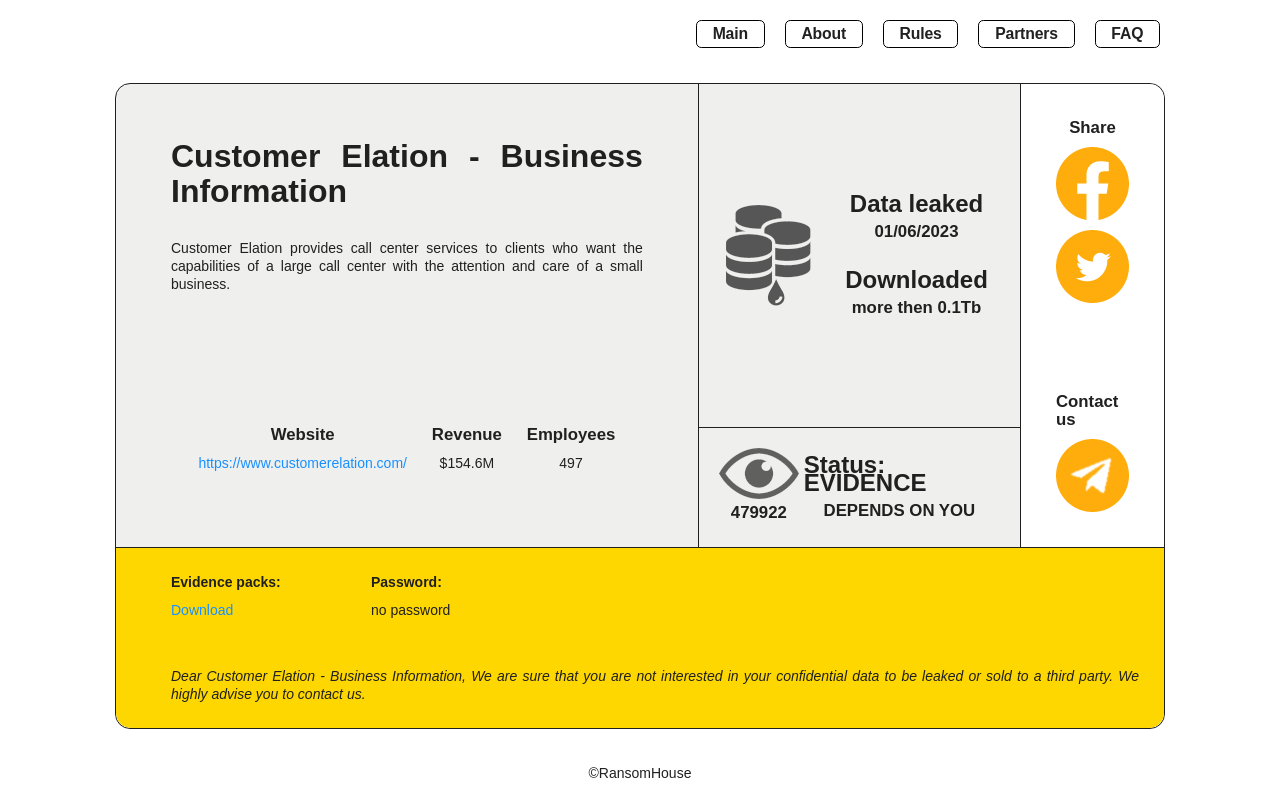 Main
About
Rules
Partners
FAQ
Customer Elation - Business
Information
Customer Elation provides call center services to clients who want the
capabilities of a large call center with the attention and care of a small
business.
Website
https://www.customerelation.com/
Revenue
$154.6M
Employees
497
Data leaked
01/06/2023
Downloaded
more then 0.1Tb
479922
Status:
EVIDENCE
DEPENDS ON YOU
Share
Contact
us
Evidence packs:
Download
Password:
no password
Dear Customer Elation - Business Information, We are sure that you are not interested in your confidential data to be leaked or sold to a third party. We
highly advise you to contact us.
©RansomHouse